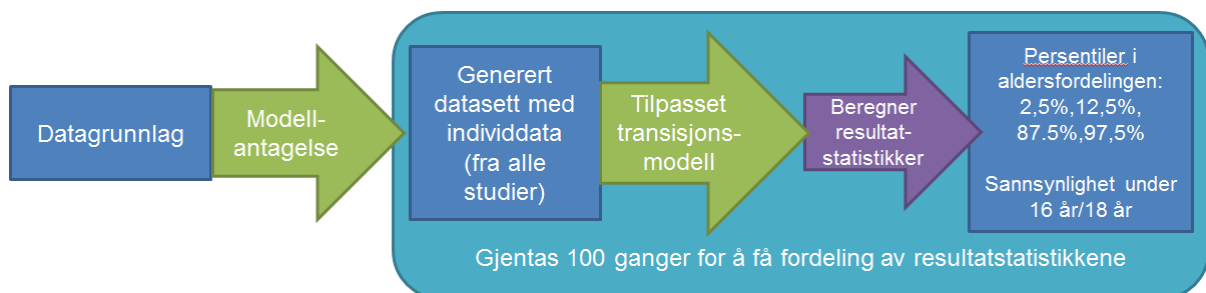 Datagrunnlag
Modell-
antagelse
Generert
datasett med
individdata
(fra alle
studier)
Tilpasset
transisjons-
modell
Beregner
resultat-
statistikker
Persentiler i
aldersfordelingen:
2,5%,12,5%,
87.5%,97,5%
Sannsynlighet under
16 år/18 år
Gjentas 100 ganger for å få fordeling av resultatstatistikkene